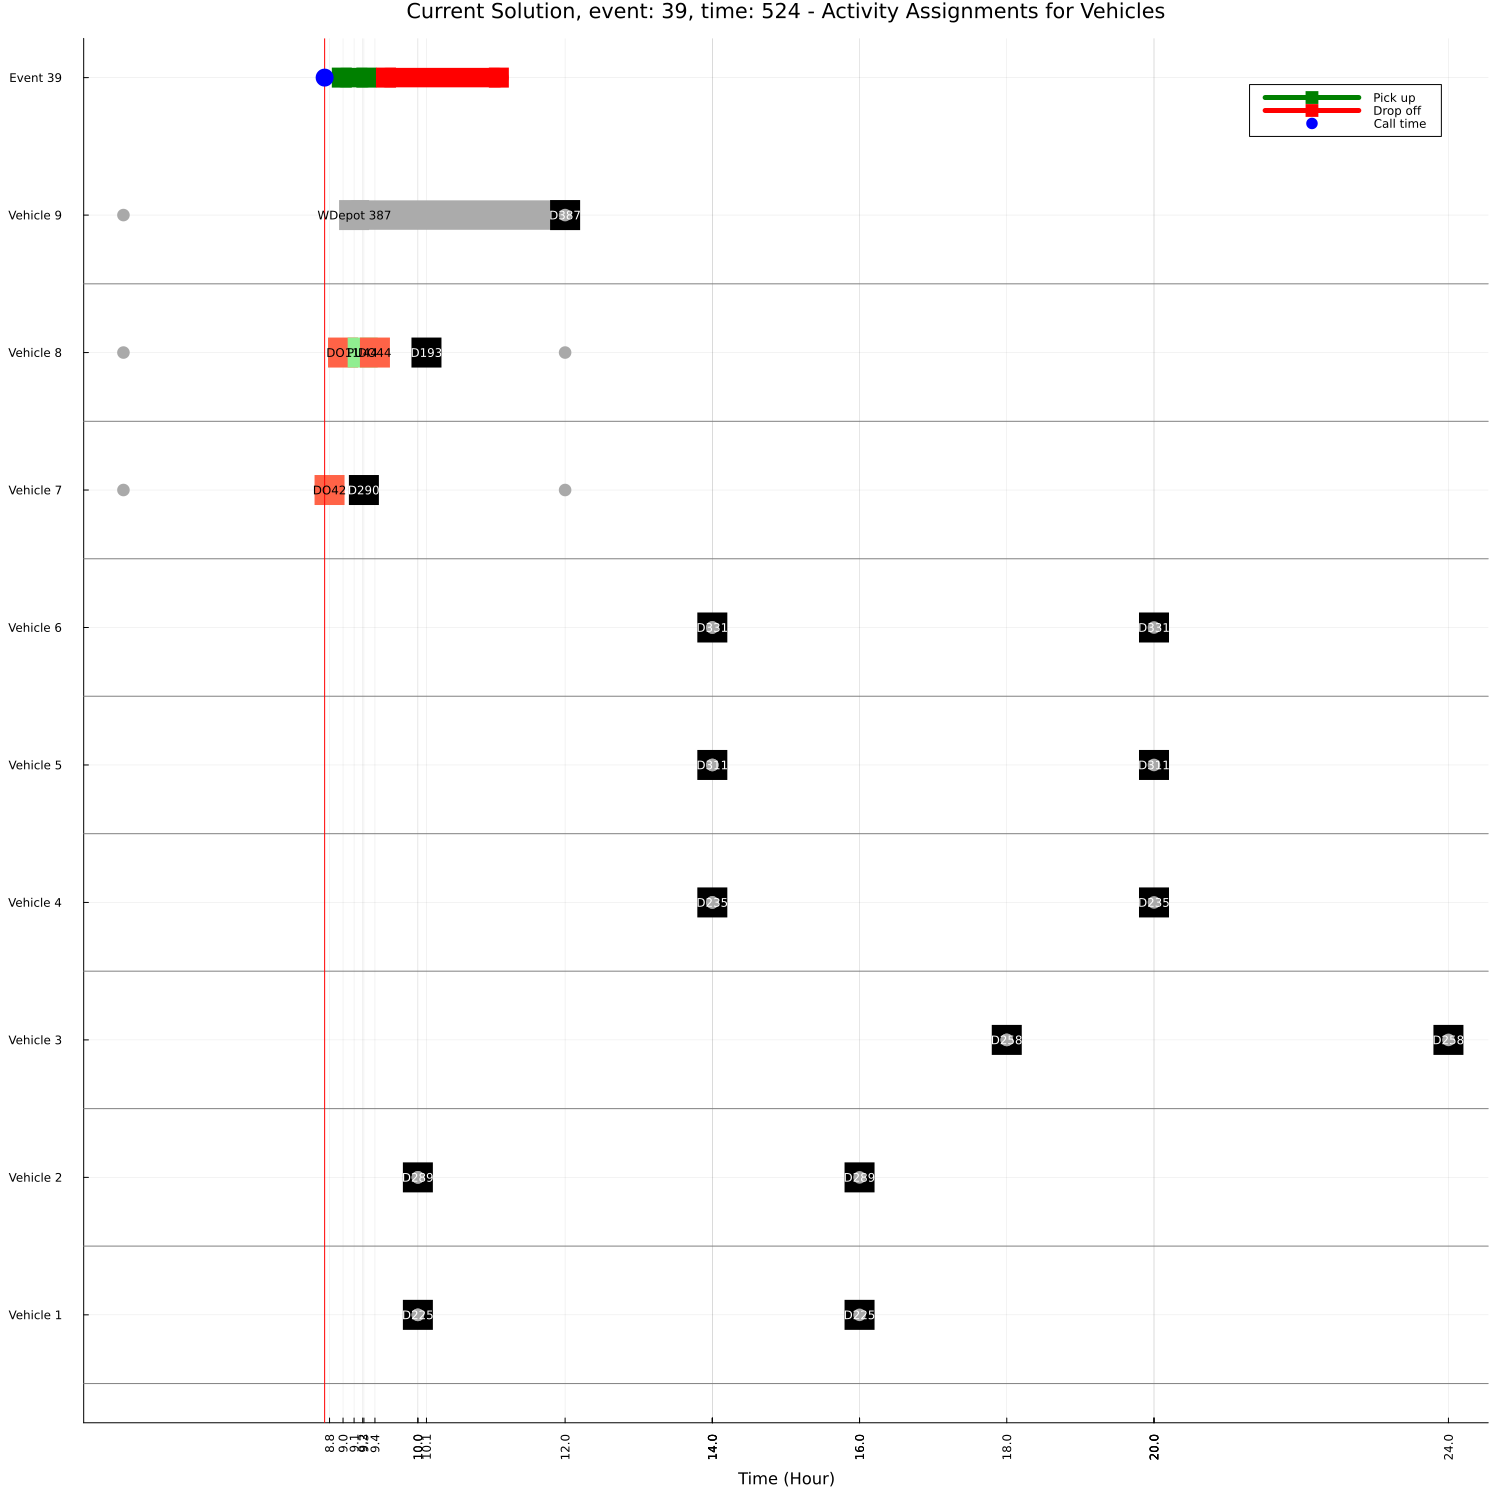 Current Solution, event: 39, time: 524 - Activity Assignments for Vehicles
Event 39
Pick up
Drop off
Call time
Vehicle 9
WDepot 387
D387
Vehicle 8
D193
Vehicle 7
DO42
D290
Vehicle 6
D331
D331
Vehicle 5
D311
D311
Vehicle 4
D235
D235
Vehicle 3
D258
D258
Vehicle 2
D289
D289
Vehicle 1
D225
D225
8.8
9.0
9.1
9.4
10.0
10.1
12.0
14.0
16.0
18.0
20.0
24.0
Time (Hour)